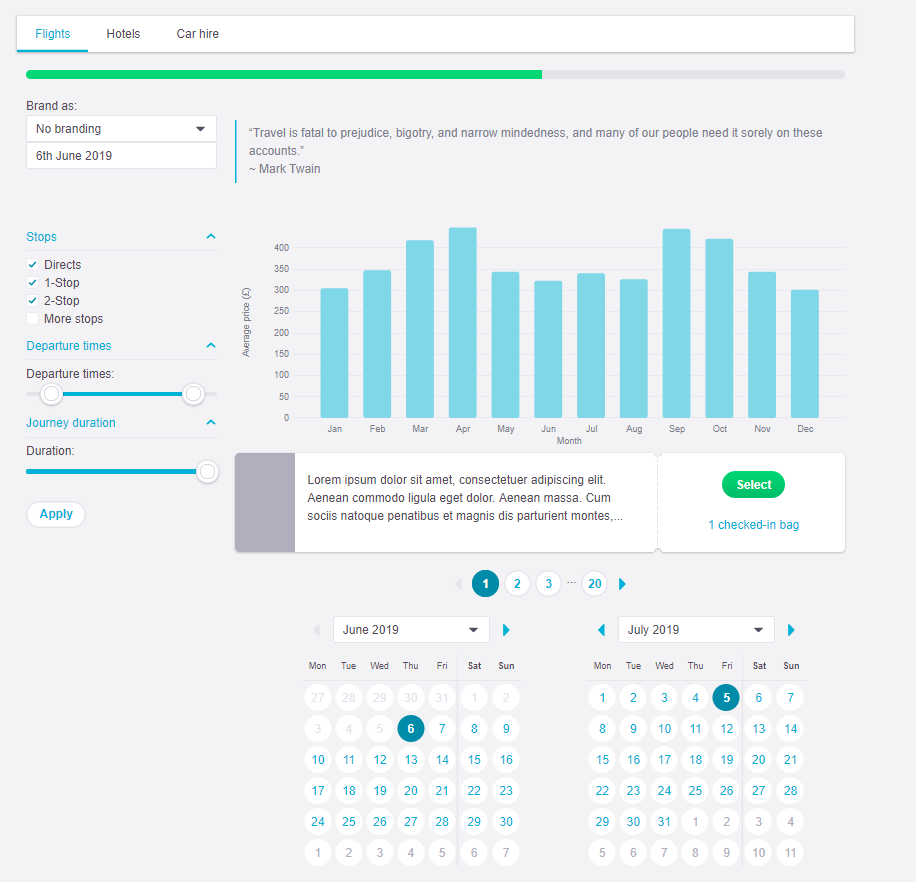 Flights Hotels Car hire
Brand as:
No branding
6th June 2019
“Travel is fatal to prejudice, bigotry, and narrow mindedness, and many of our people need it sorely on these
accounts.”
~ Mark Twain
Stops
Directs
1-Stop
2-Stop
More stops
Departure times
Departure times:
Journey duration
Duration:
Apply
Average price (£)
400
350
300
250
200
150
100
50
0
Jan Feb Mar Apr May Jun Jul Aug Sep Oct Nov Dec
Month
Lorem ipsum dolor sit amet, consectetuer adipiscing elit.
Aenean commodo ligula eget dolor. Aenean massa. Cum
sociis natoque penatibus et magnis dis parturient montes,...
Select
1 checked-in bag
1 2 3 ... 20
June 2019
Mon Tue Wed Thu Fri Sat Sun
27 28 29 30 31 1 2
3 4 5 6 7 8 9
10 11 12 13 14 15 16
17 18 19 20 21 22 23
24 25 26 27 28 29 30
1 2 3 4 5 6 7
July 2019
Mon Tue Wed Thu Fri Sat Sun
1 2 3 4 5 6 7
8 9 10 11 12 13 14
15 16 17 18 19 20 21
22 23 24 25 26 27 28
29 30 31 1 2 3 4
5 6 7 8 9 10 11